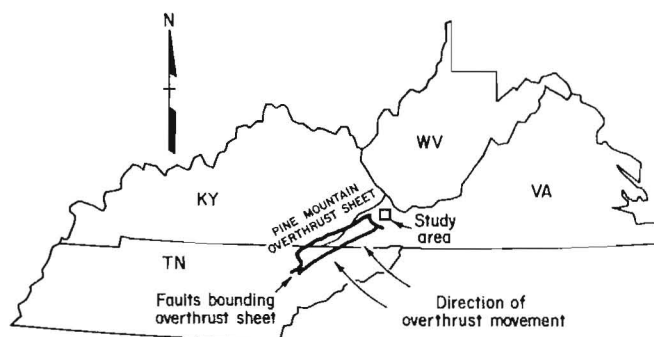 N
WV
KY
VA
PINE MOUNTAIN
OVERTHRUST SHEET
Study
area
TN
Faults bounding
overthrust sheet
Direction of
overthrust movement